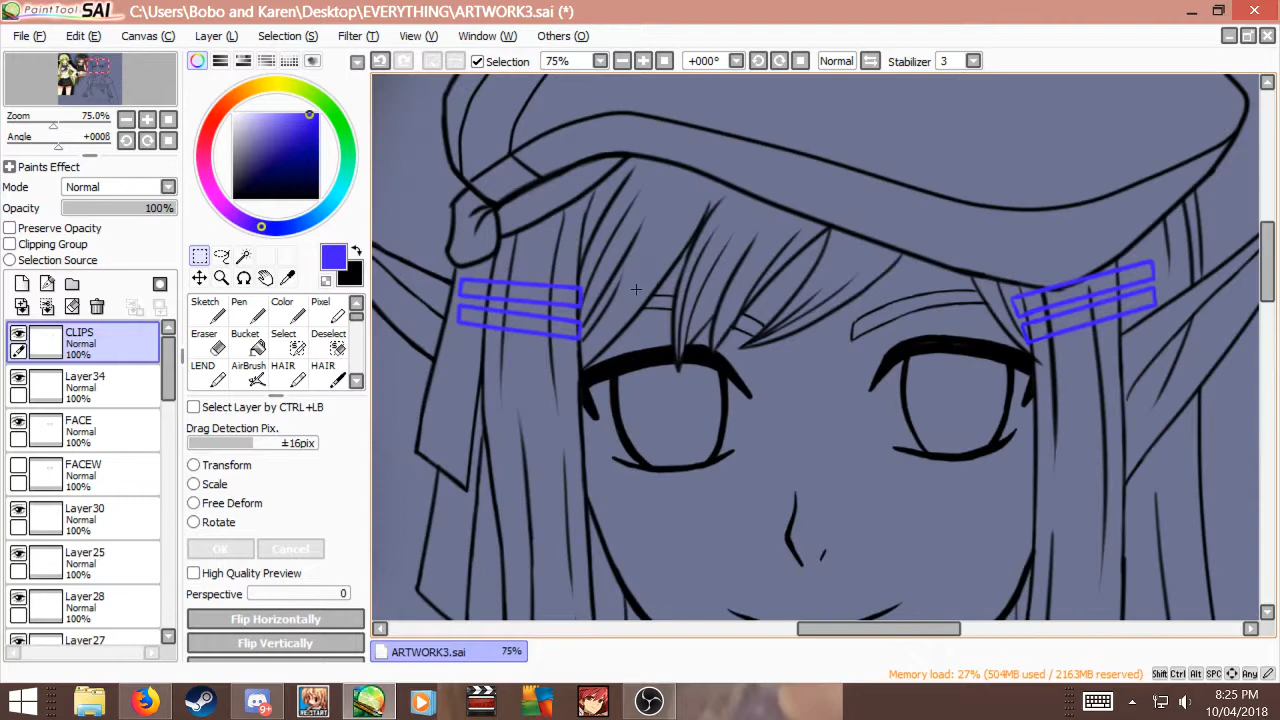 PaintTool SAI C:\Users\Bobo and Karen\Desktop\EVERYTHING\ARTWORK3.sai (*)
File (F) Edit (E) Canvas (C) Layer (L) Selection (S) Filter (T) View (V) Window (W) Others (O)
Selection 75% +000° Normal Stabilizer 3
Zoom 75.0%
Angle +000ß
Paints Effect
Mode Normal
Opacity 100%
Preserve Opacity
Clipping Group
Selection Source
CLIPS
Normal
100%
Layer34
Normal
100%
FACE
Normal
100%
FACEW
Normal
100%
Layer30
Normal
100%
Layer25
Normal
100%
Layer28
Normal
100%
Layer27
Sketch Pen Color Pixel
Eraser Bucket Select Deselect
LEND AirBrush HAIR HAIR
Select Layer by CTRL+LB
Drag Detection Pix.
±16pix
Transform
Scale
Free Deform
Rotate
OK Cancel...
High Quality Preview
Perspective 0
Flip Horizontally
Flip Vertically
ARTWORK3.sai 75%
Memory load: 27% (504MB used / 2163MB reserved) Shift Ctrl Alt SPC Any
9+
RE:START
8:25 PM
10/04/2018